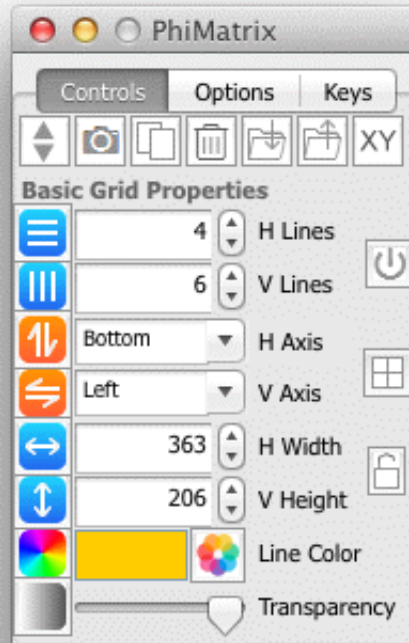 PhiMatrix
Controls Options Keys
XY
Basic Grid Properties
4 H Lines
6 V Lines
Bottom H Axis
Left V Axis
363 H Width
206 V Height
Line Color
Transparency